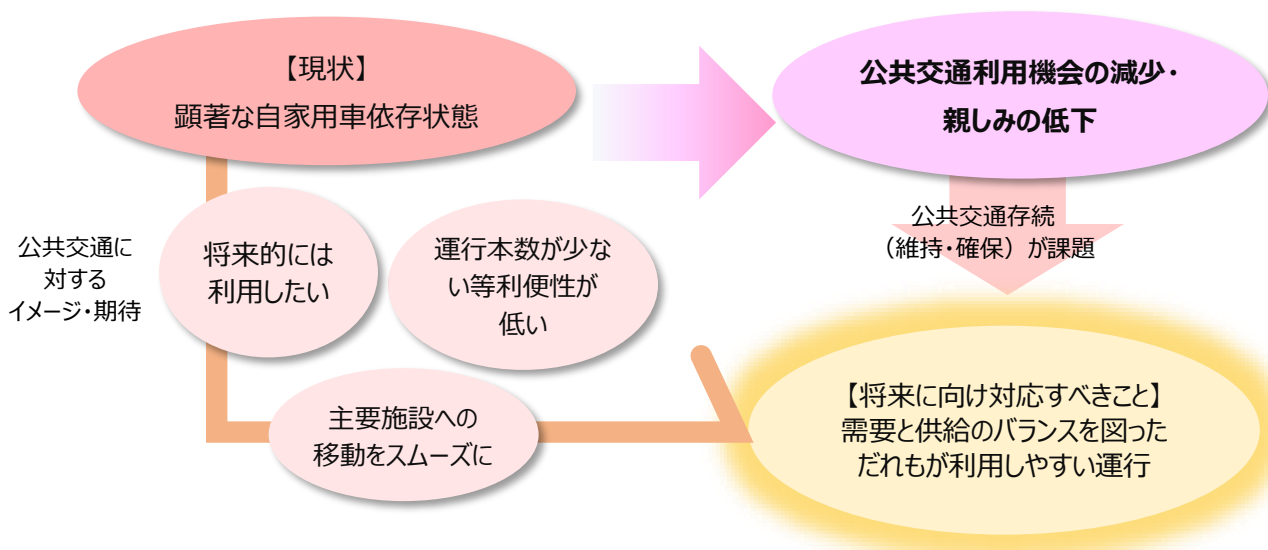 【現状】
顕著な自家用車依存状態
公共交通利用機会の減少・
親しみの低下
公共交通存続
（維持・確保）が課題
公共交通に
対する
イメージ・期待
将来的には
利用したい
運行本数が少な
い等利便性が
低い
主要施設への
移動をスムーズに
【将来に向け対応すべきこと】
需要と供給のバランスを図った
だれもが利用しやすい運行